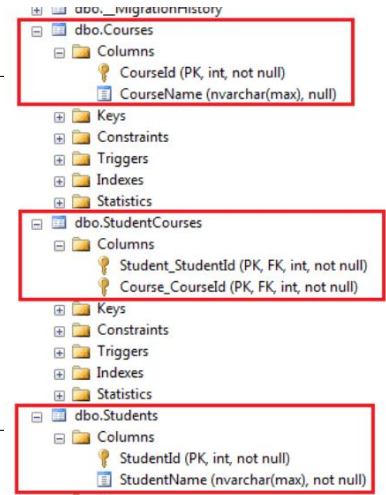 dbo.__MigrationHistory
dbo.Courses
Columns
CourseId (PK, int, not null)
CourseName (nvarchar(max), null)
Keys
Constraints
Triggers
Indexes
Statistics
dbo.StudentCourses
Columns
Student_StudentId (PK, FK, int, not null)
Course_CourseId (PK, FK, int, not null)
Keys
Constraints
Triggers
Indexes
Statistics
dbo.Students
Columns
StudentId (PK, int, not null)
StudentName (nvarchar(max), not null)